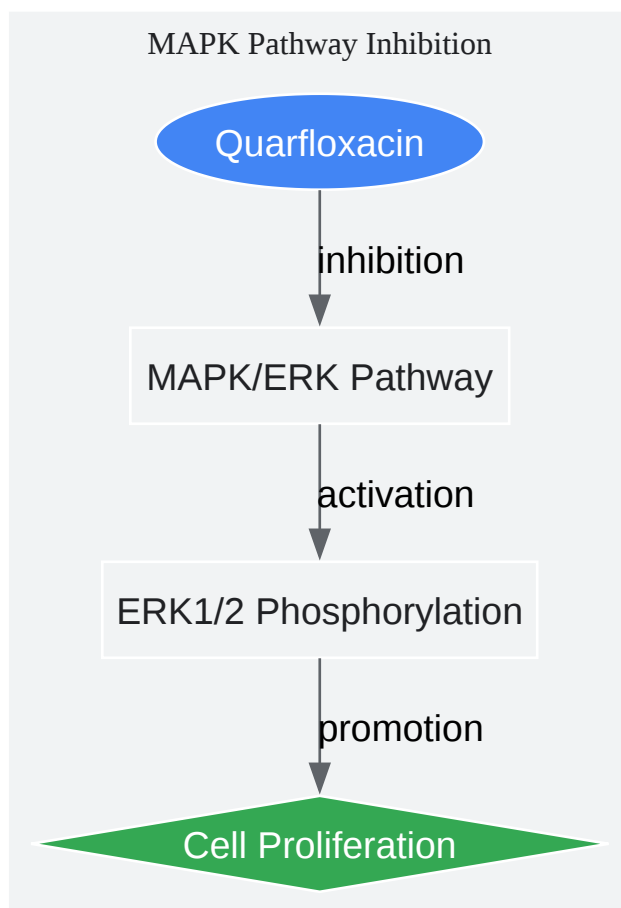 MAPK Pathway Inhibition
Quarfloxacin
inhibition
MAPK/ERK Pathway
activation
ERK1/2 Phosphorylation
promotion
Cell Proliferation